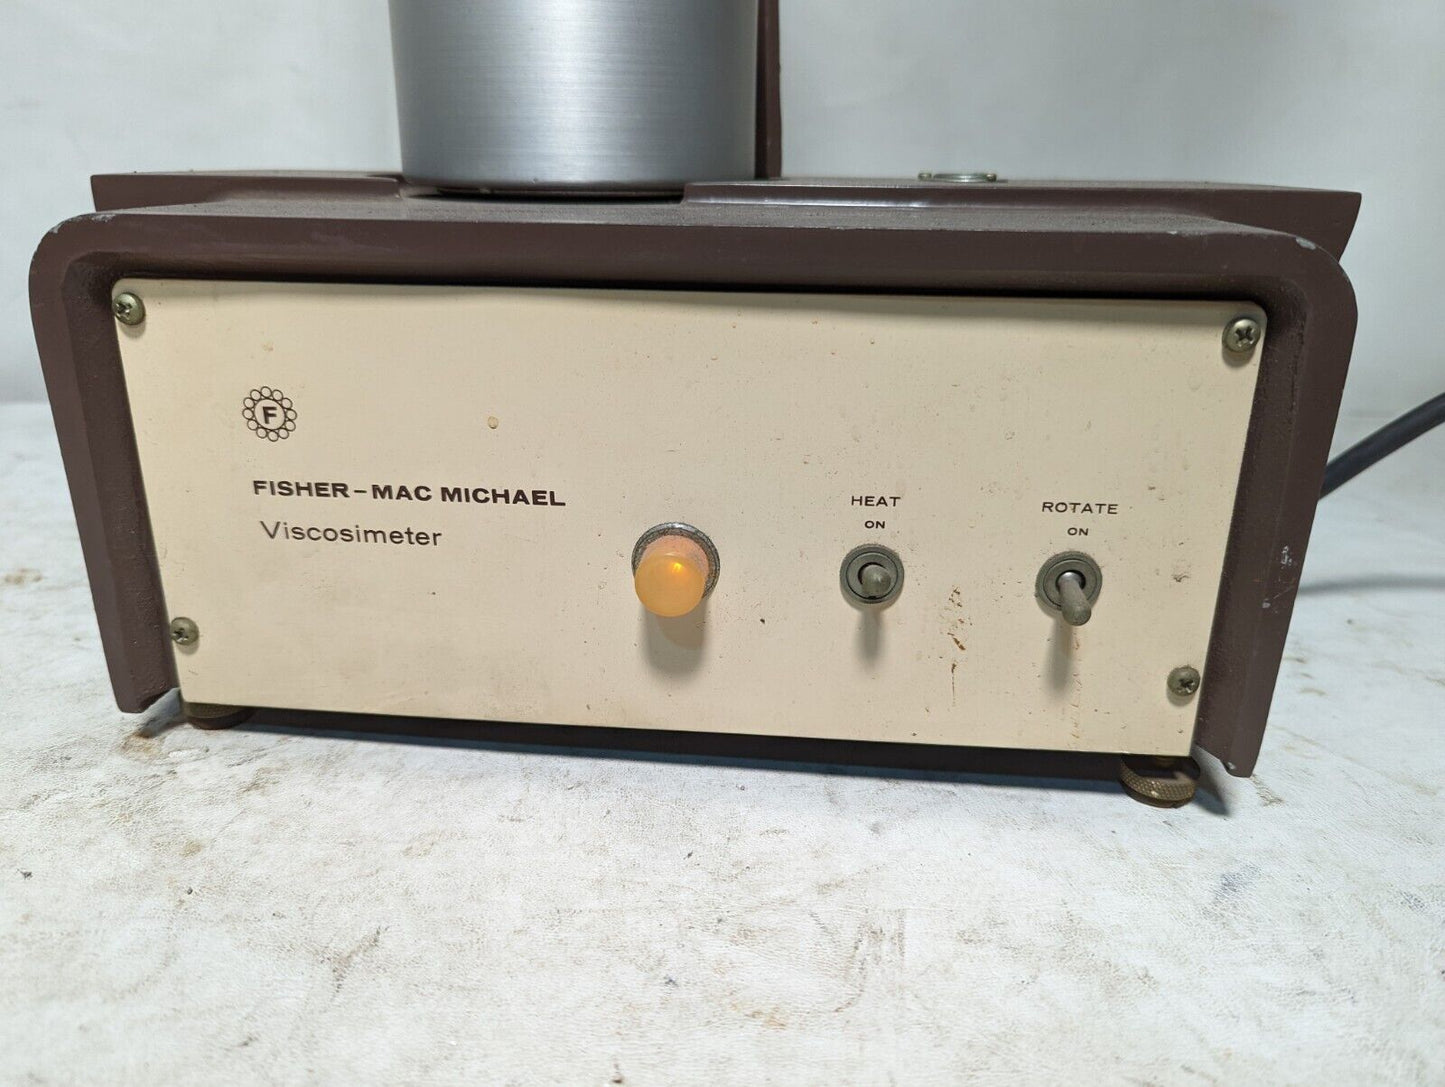 F
FISHER-MAC MICHAEL
Viscosimeter
HEAT
ON
ROTATE
ON